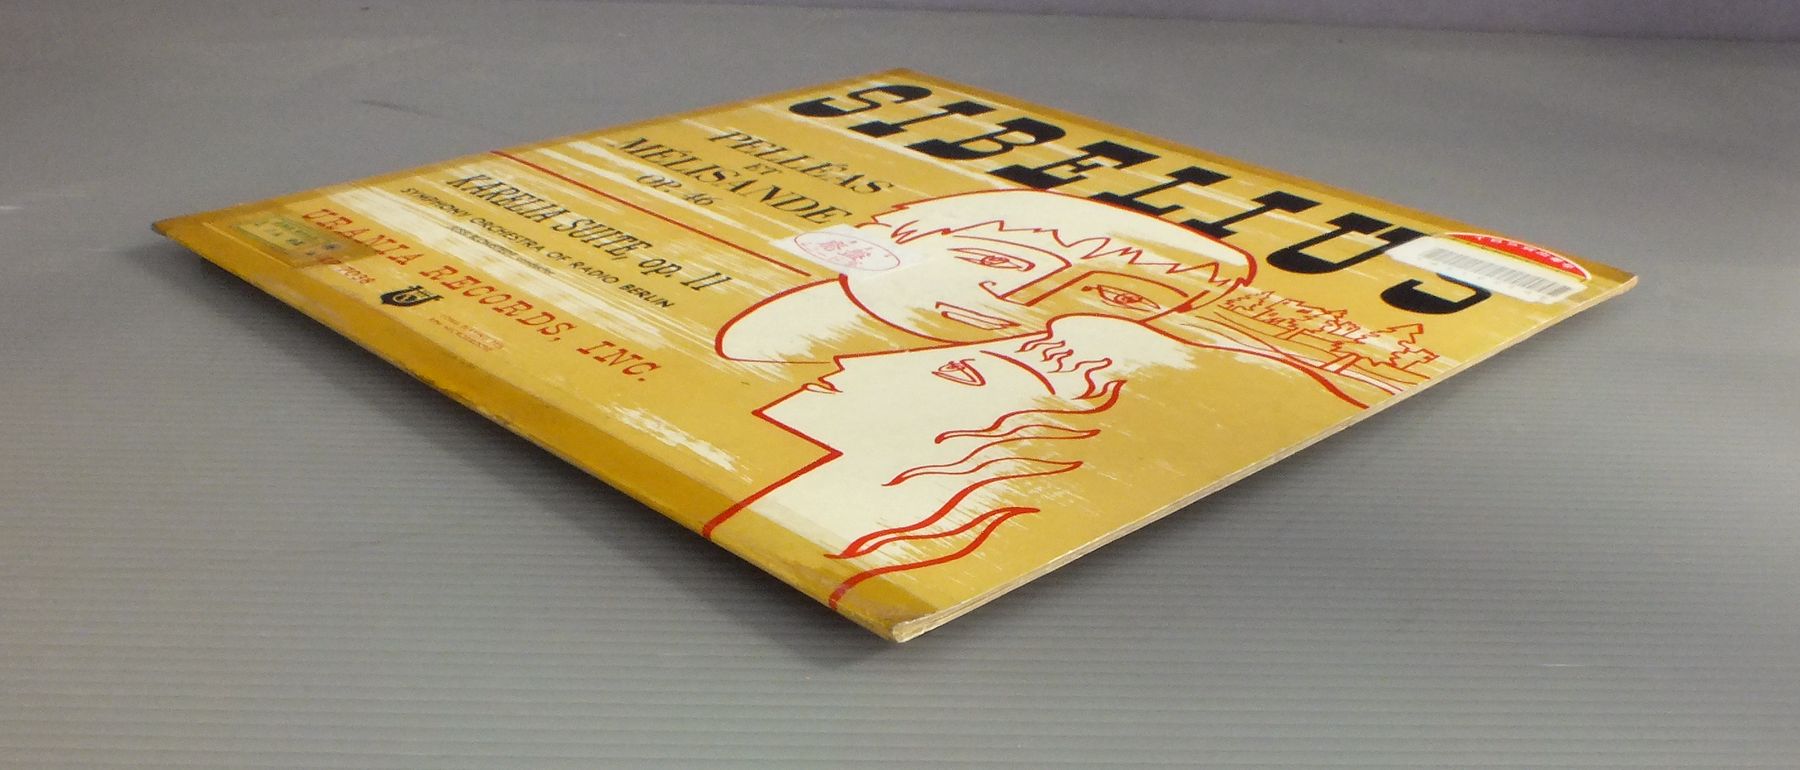 SIBELIUS
PELLÉAS
ET
MÉLISANDE
OP. 46
KARELIA SUITE, op. 11
SYMPHONY ORCHESTRA OF RADIO BERLIN
URANIA RECORDS, INC.